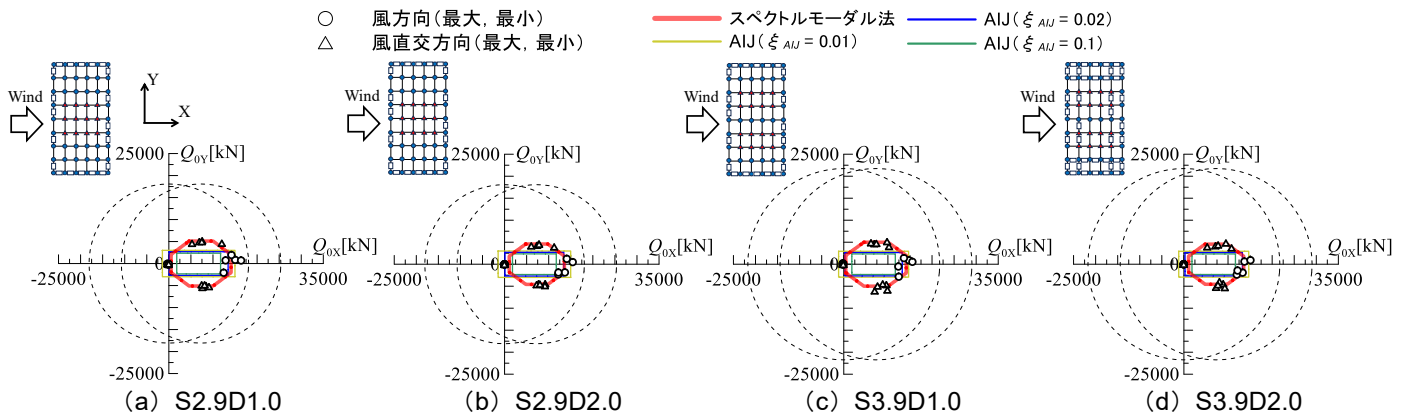 風方向(最大, 最小)
風直交方向(最大, 最小)
スペクトルモーダル法
AIJ(ξ AIJ = 0.01)
AIJ(ξ AIJ = 0.02)
AIJ(ξ AIJ = 0.1)
Wind
Y
X
25000
Q0Y[kN]
Q0X[kN]
-25000
0
35000
-25000
(a) S2.9D1.0
Wind
25000
Q0Y[kN]
Q0X[kN]
-25000
0
35000
-25000
(b) S2.9D2.0
Wind
25000
Q0Y[kN]
Q0X[kN]
-25000
0
35000
-25000
(c) S3.9D1.0
Wind
25000
Q0Y[kN]
Q0X[kN]
-25000
0
35000
-25000
(d) S3.9D2.0